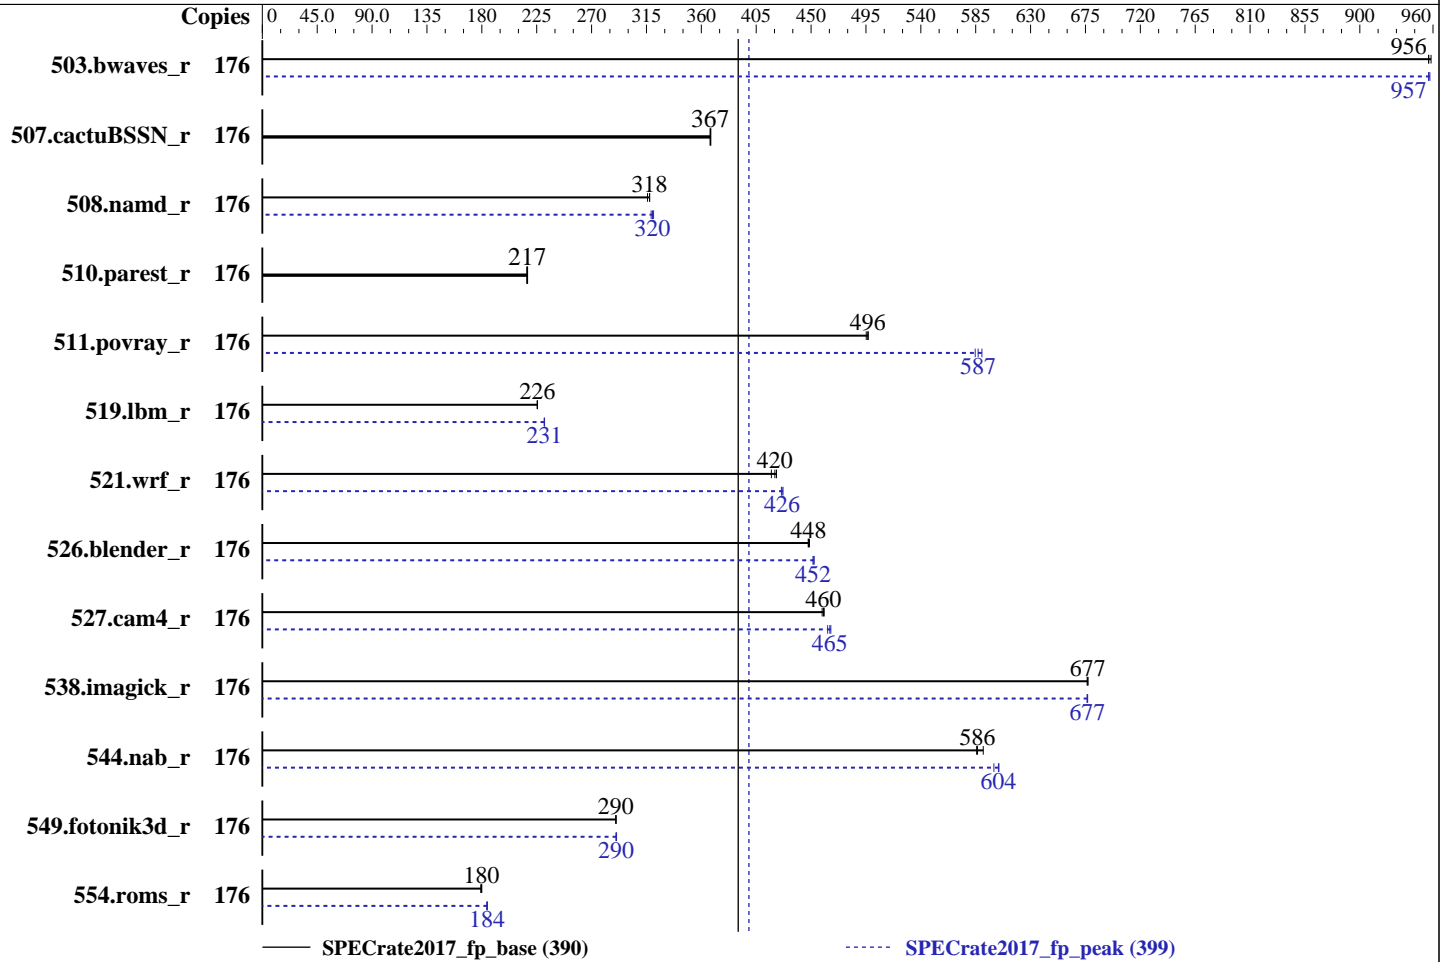 Copies 0 45.0 90.0 135 180 225 270 315 360 405 450 495 540 585 630 675 720 765 810 855 900 960
503.bwaves_r 176 956
957
507.cactuBSSN_r 176 367
508.namd_r 176 318
320
510.parest_r 176 217
511.povray_r 176 496
587
519.lbm_r 176 226
231
521.wrf_r 176 420
426
526.blender_r 176 448
452
527.cam4_r 176 460
465
538.imagick_r 176 677
677
544.nab_r 176 586
604
549.fotonik3d_r 176 290
290
554.roms_r 176 180
184
SPECrate2017_fp_base (390) SPECrate2017_fp_peak (399)